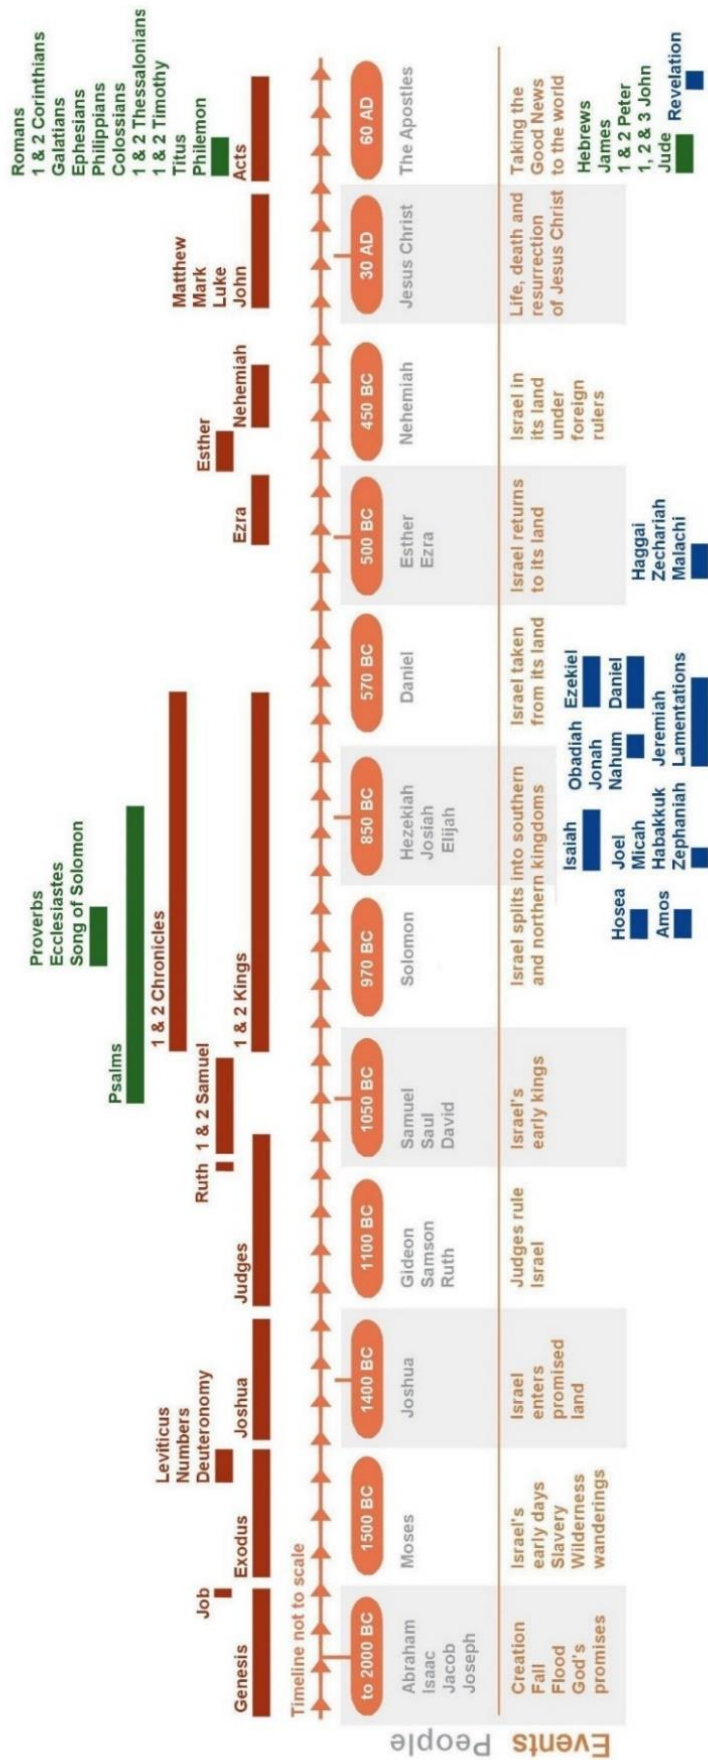 Proverbs
Ecclesiastes
Song of Solomon
Psalms
1 & 2 Chronicles
Romans
1 & 2 Corinthians
Galatians
Ephesians
Philippians
Colossians
1 & 2 Thessalonians
1 & 2 Timothy
Titus
Philemon
Job
Leviticus
Numbers
Deuteronomy
Ruth
1 & 2 Samuel
Esther
Matthew
Mark
Luke
John
Genesis
Exodus
Joshua
Judges
1 & 2 Kings
Ezra
Nehemiah
Acts
Timeline not to scale
to 2000 BC
1500 BC
1400 BC
1100 BC
1050 BC
970 BC
850 BC
570 BC
500 BC
450 BC
30 AD
60 AD
People
Abraham
Isaac
Jacob
Joseph
Moses
Joshua
Gideon
Samson
Ruth
Samuel
Saul
David
Solomon
Hezekiah
Josiah
Elijah
Daniel
Esther
Ezra
Nehemiah
Jesus Christ
The Apostles
Events
Creation
Fall
Flood
God's
promises
Israel's
early days
Slavery
Wilderness
wanderings
Israel
enters
promised
land
Judges rule
Israel
Israel's
early kings
Israel splits into southern
and northern kingdoms
Israel taken
from its land
Israel returns
to its land
Israel in
its land
under
foreign
rulers
Life, death and
resurrection
of Jesus Christ
Taking the
Good News
to the world
Hosea
Amos
Isaiah
Joel
Micah
Habakkuk
Zephaniah
Obadiah
Jonah
Nahum
Jeremiah
Lamentations
Ezekiel
Daniel
Haggai
Zechariah
Malachi
Hebrews
James
1 & 2 Peter
1, 2 & 3 John
Jude
Revelation